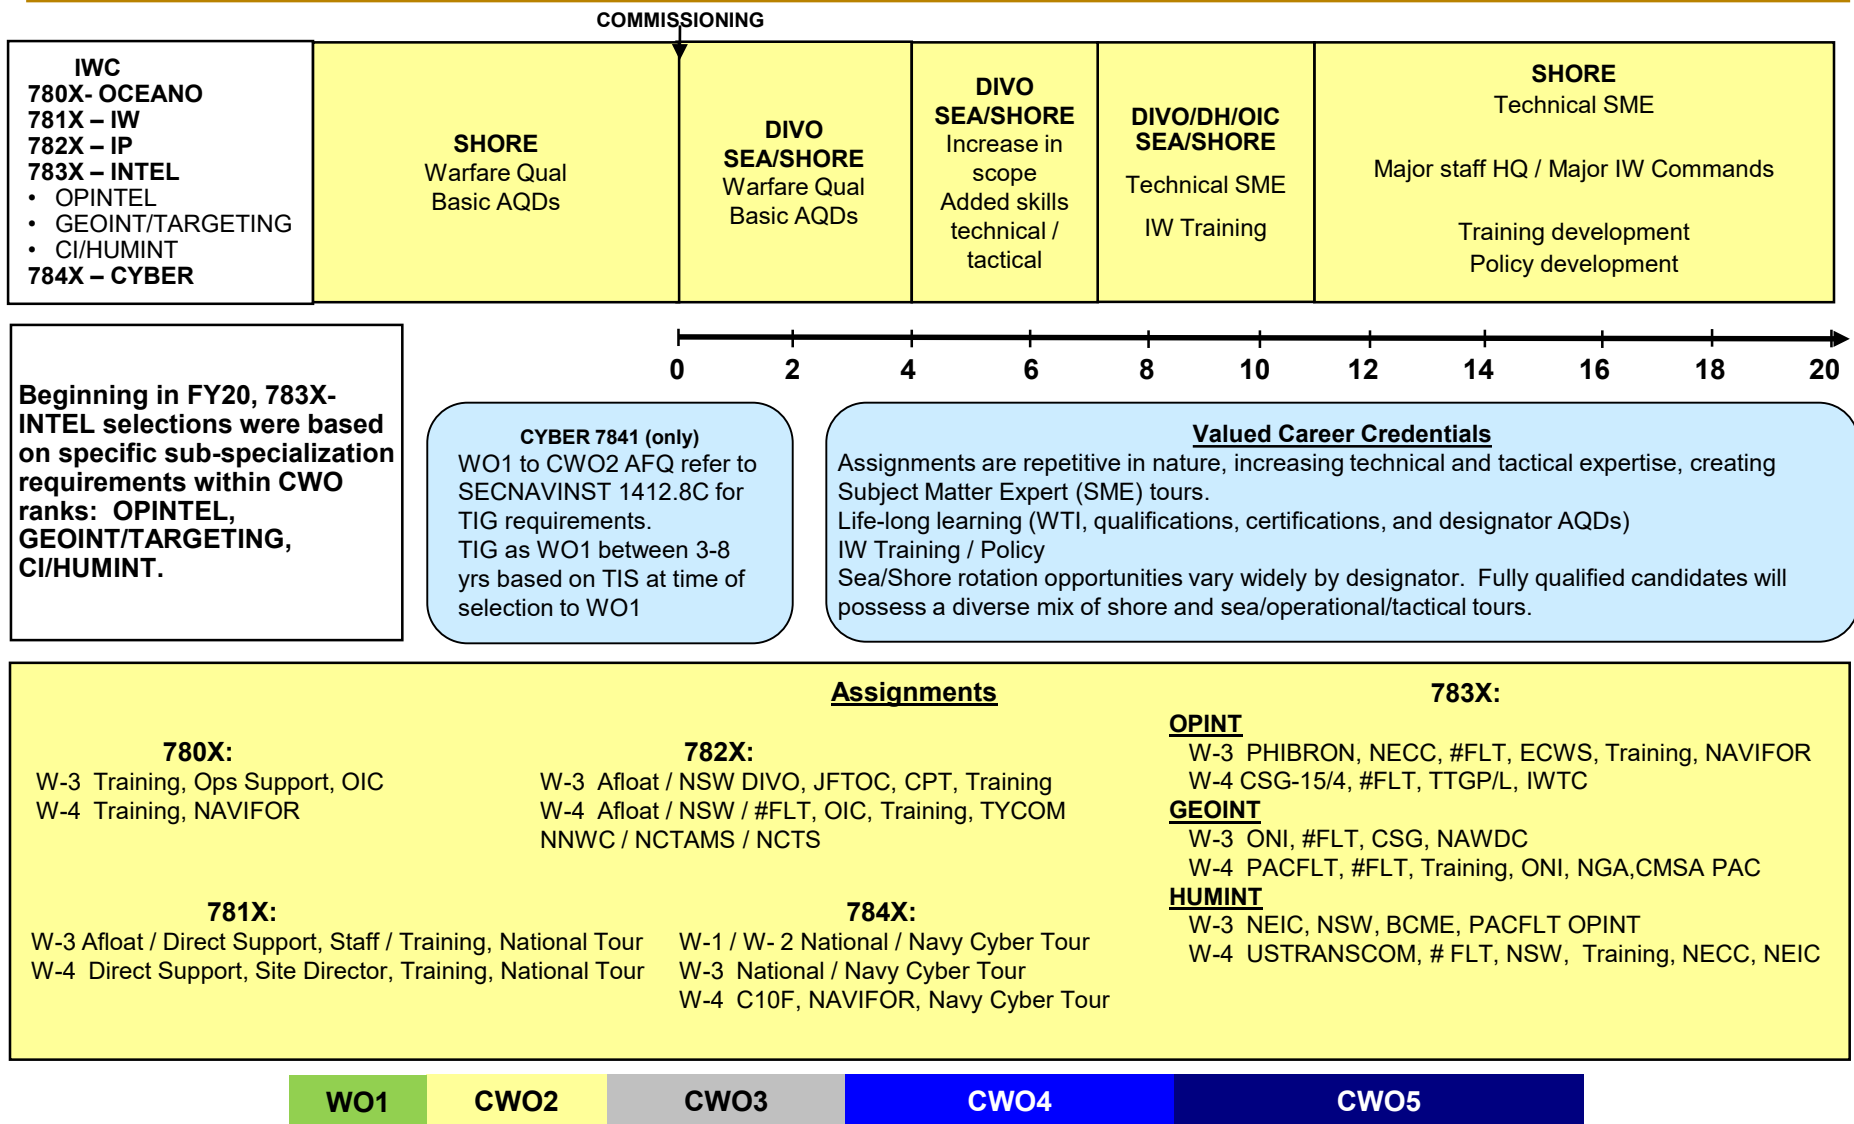 COMMISSIONING
IWC
780X- OCEANO
781X – IW
782X – IP
783X – INTEL
• OPINTEL
• GEOINT/TARGETING
• CI/HUMINT
784X – CYBER
SHORE
Warfare Qual
Basic AQDs
DIVO
SEA/SHORE
Warfare Qual
Basic AQDs
DIVO
SEA/SHORE
Increase in
scope
Added skills
technical /
tactical
DIVO/DH/OIC
SEA/SHORE
Technical SME
IW Training
SHORE
Technical SME
Major staff HQ / Major IW Commands
Training development
Policy development
0 2 4 6 8 10 12 14 16 18 20
Beginning in FY20, 783X-
INTEL selections were based
on specific sub-specialization
requirements within CWO
ranks:  OPINTEL,
GEOINT/TARGETING,
CI/HUMINT.
CYBER 7841 (only)
WO1 to CWO2 AFQ refer to
SECNAVINST 1412.8C for
TIG requirements.
TIG as WO1 between 3-8
yrs based on TIS at time of
selection to WO1
Valued Career Credentials
Assignments are repetitive in nature, increasing technical and tactical expertise, creating
Subject Matter Expert (SME) tours.
Life-long learning (WTI, qualifications, certifications, and designator AQDs)
IW Training / Policy
Sea/Shore rotation opportunities vary widely by designator.  Fully qualified candidates will
possess a diverse mix of shore and sea/operational/tactical tours.
Assignments
780X:
W-3  Training, Ops Support, OIC
W-4  Training, NAVIFOR
782X:
W-3  Afloat / NSW DIVO, JFTOC, CPT, Training
W-4  Afloat / NSW / #FLT, OIC, Training, TYCOM
NNWC / NCTAMS / NCTS
781X:
W-3 Afloat / Direct Support, Staff / Training, National Tour
W-4  Direct Support, Site Director, Training, National Tour
784X:
W-1 / W- 2 National / Navy Cyber Tour
W-3  National / Navy Cyber Tour
W-4  C10F, NAVIFOR, Navy Cyber Tour
783X:
OPINT
W-3  PHIBRON, NECC, #FLT, ECWS, Training, NAVIFOR
W-4 CSG-15/4, #FLT, TTGP/L, IWTC
GEOINT
W-3  ONI, #FLT, CSG, NAWDC
W-4  PACFLT, #FLT, Training, ONI, NGA,CMSA PAC
HUMINT
W-3  NEIC, NSW, BCME, PACFLT OPINT
W-4  USTRANSCOM, # FLT, NSW,  Training, NECC, NEIC
WO1 CWO2 CWO3 CWO4 CWO5